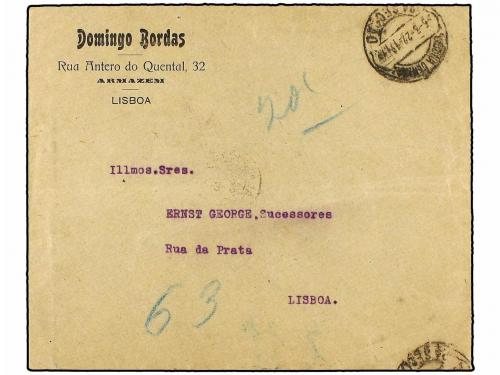 Domingo Bordas
Rua Antero do Quental, 32
ARMAZEM
LISBOA
20c
Illmos.Sres.
ERNST GEORGE,Sucessores
Rua da Prata
LISBOA.
63